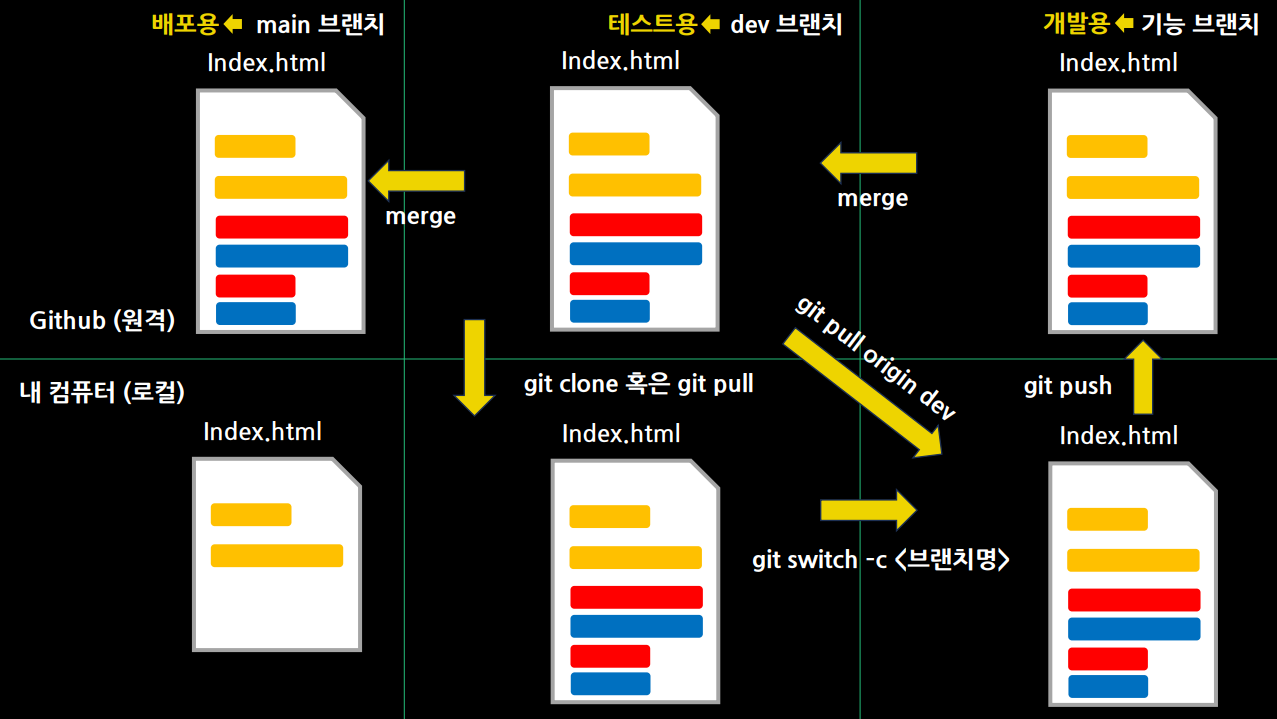 배포용 main 브랜치
테스트용 dev 브랜치
개발용 기능 브랜치
Index.html
Index.html
Index.html
merge
merge
Github (원격)
git pull origin dev
내 컴퓨터 (로컬)
git clone 혹은 git pull
git push
Index.html
Index.html
Index.html
git switch -c <브랜치명>